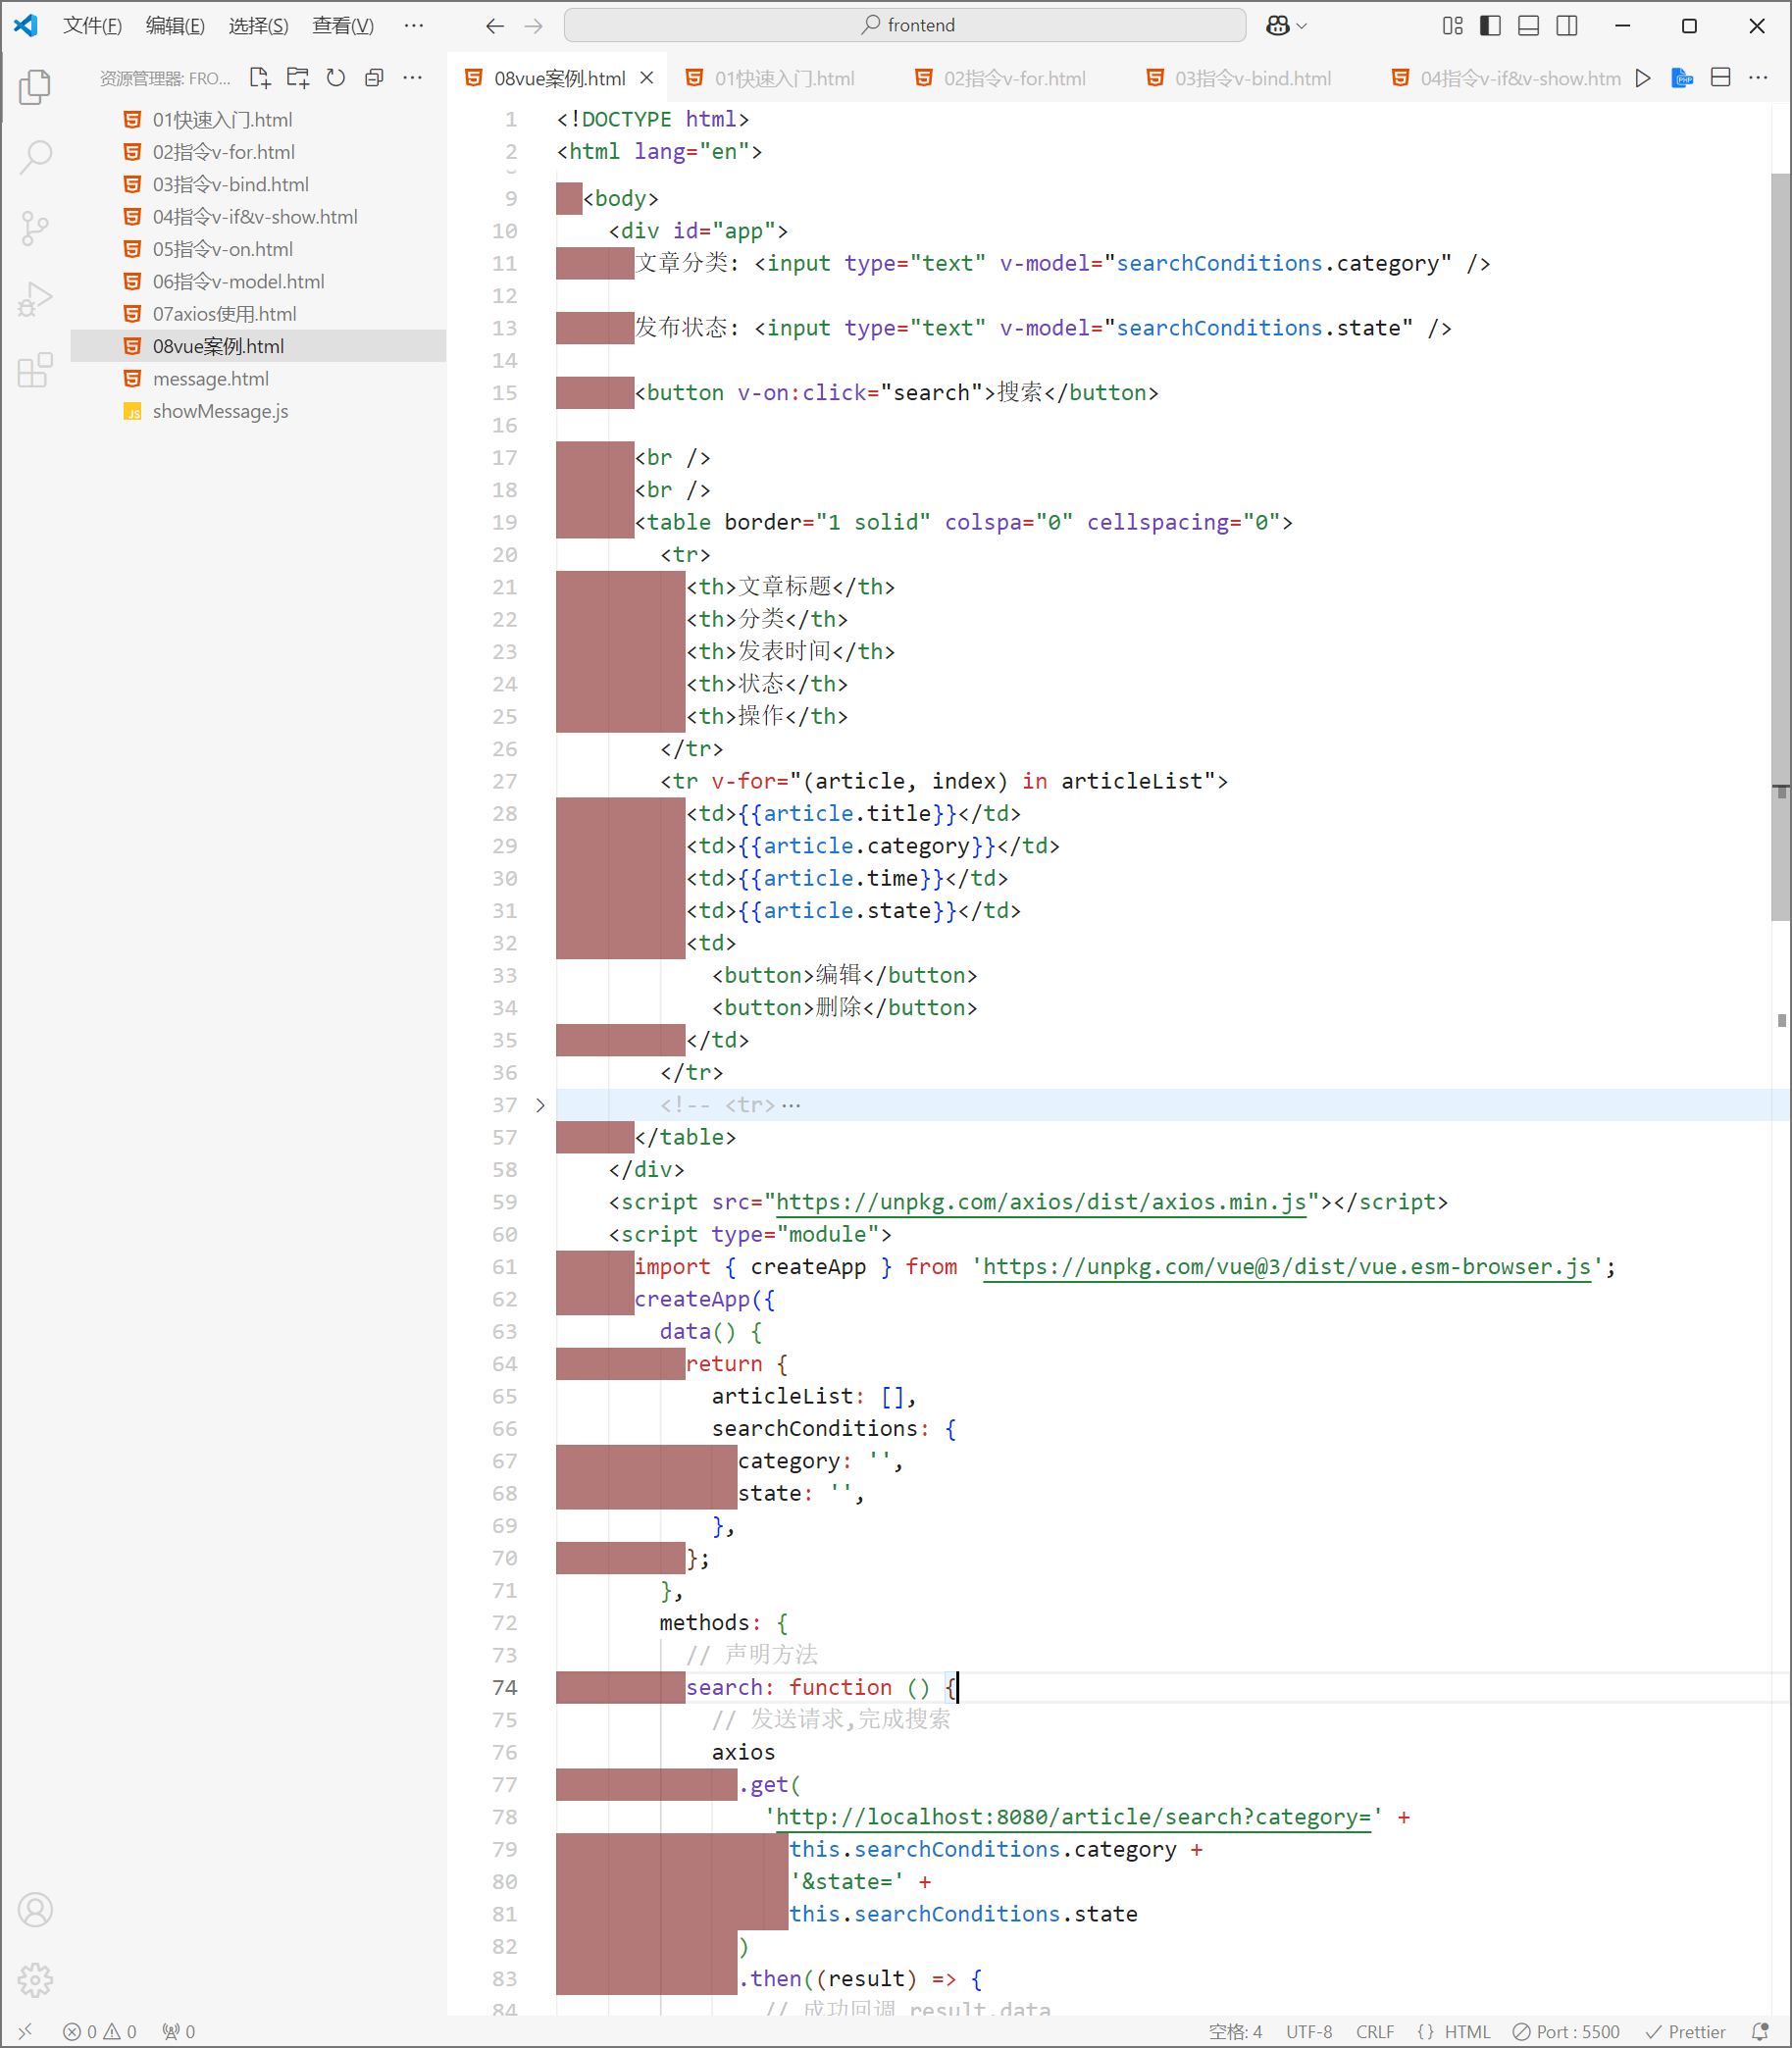 文件(F) 编辑(E) 选择(S) 查看(V) ··· frontend
资源管理器: FRO...
08vue案例.html 01快速入门.html 02指令v-for.html 03指令v-bind.html 04指令v-if&v-show.htm
01快速入门.html
02指令v-for.html
03指令v-bind.html
04指令v-if&v-show.html
05指令v-on.html
06指令v-model.html
07axios使用.html
08vue案例.html
message.html
showMessage.js
1 <!DOCTYPE html>
2 <html lang="en">
9 <body>
10 <div id="app">
11 文章分类: <input type="text" v-model="searchConditions.category" />
12
13 发布状态: <input type="text" v-model="searchConditions.state" />
14
15 <button v-on:click="search">搜索</button>
16
17 <br />
18 <br />
19 <table border="1 solid" colspa="0" cellspacing="0">
20 <tr>
21 <th>文章标题</th>
22 <th>分类</th>
23 <th>发表时间</th>
24 <th>状态</th>
25 <th>操作</th>
26 </tr>
27 <tr v-for="(article, index) in articleList">
28 <td>{{article.title}}</td>
29 <td>{{article.category}}</td>
30 <td>{{article.time}}</td>
31 <td>{{article.state}}</td>
32 <td>
33 <button>编辑</button>
34 <button>删除</button>
35 </td>
36 </tr>
37 <!-- <tr>···
57 </table>
58 </div>
59 <script src="https://unpkg.com/axios/dist/axios.min.js"></script>
60 <script type="module">
61 import { createApp } from 'https://unpkg.com/vue@3/dist/vue.esm-browser.js';
62 createApp({
63 data() {
64 return {
65 articleList: [],
66 searchConditions: {
67 category: '',
68 state: '',
69 },
70 };
71 },
72 methods: {
73 // 声明方法
74 search: function () {
75 // 发送请求,完成搜索
76 axios
77 .get(
78 'http://localhost:8080/article/search?category=' +
79 this.searchConditions.category +
80 '&state=' +
81 this.searchConditions.state
82 )
83 .then((result) => {
84 // 成功回调 result.data
0 0 0 空格: 4 UTF-8 CRLF {} HTML Port : 5500 Prettier